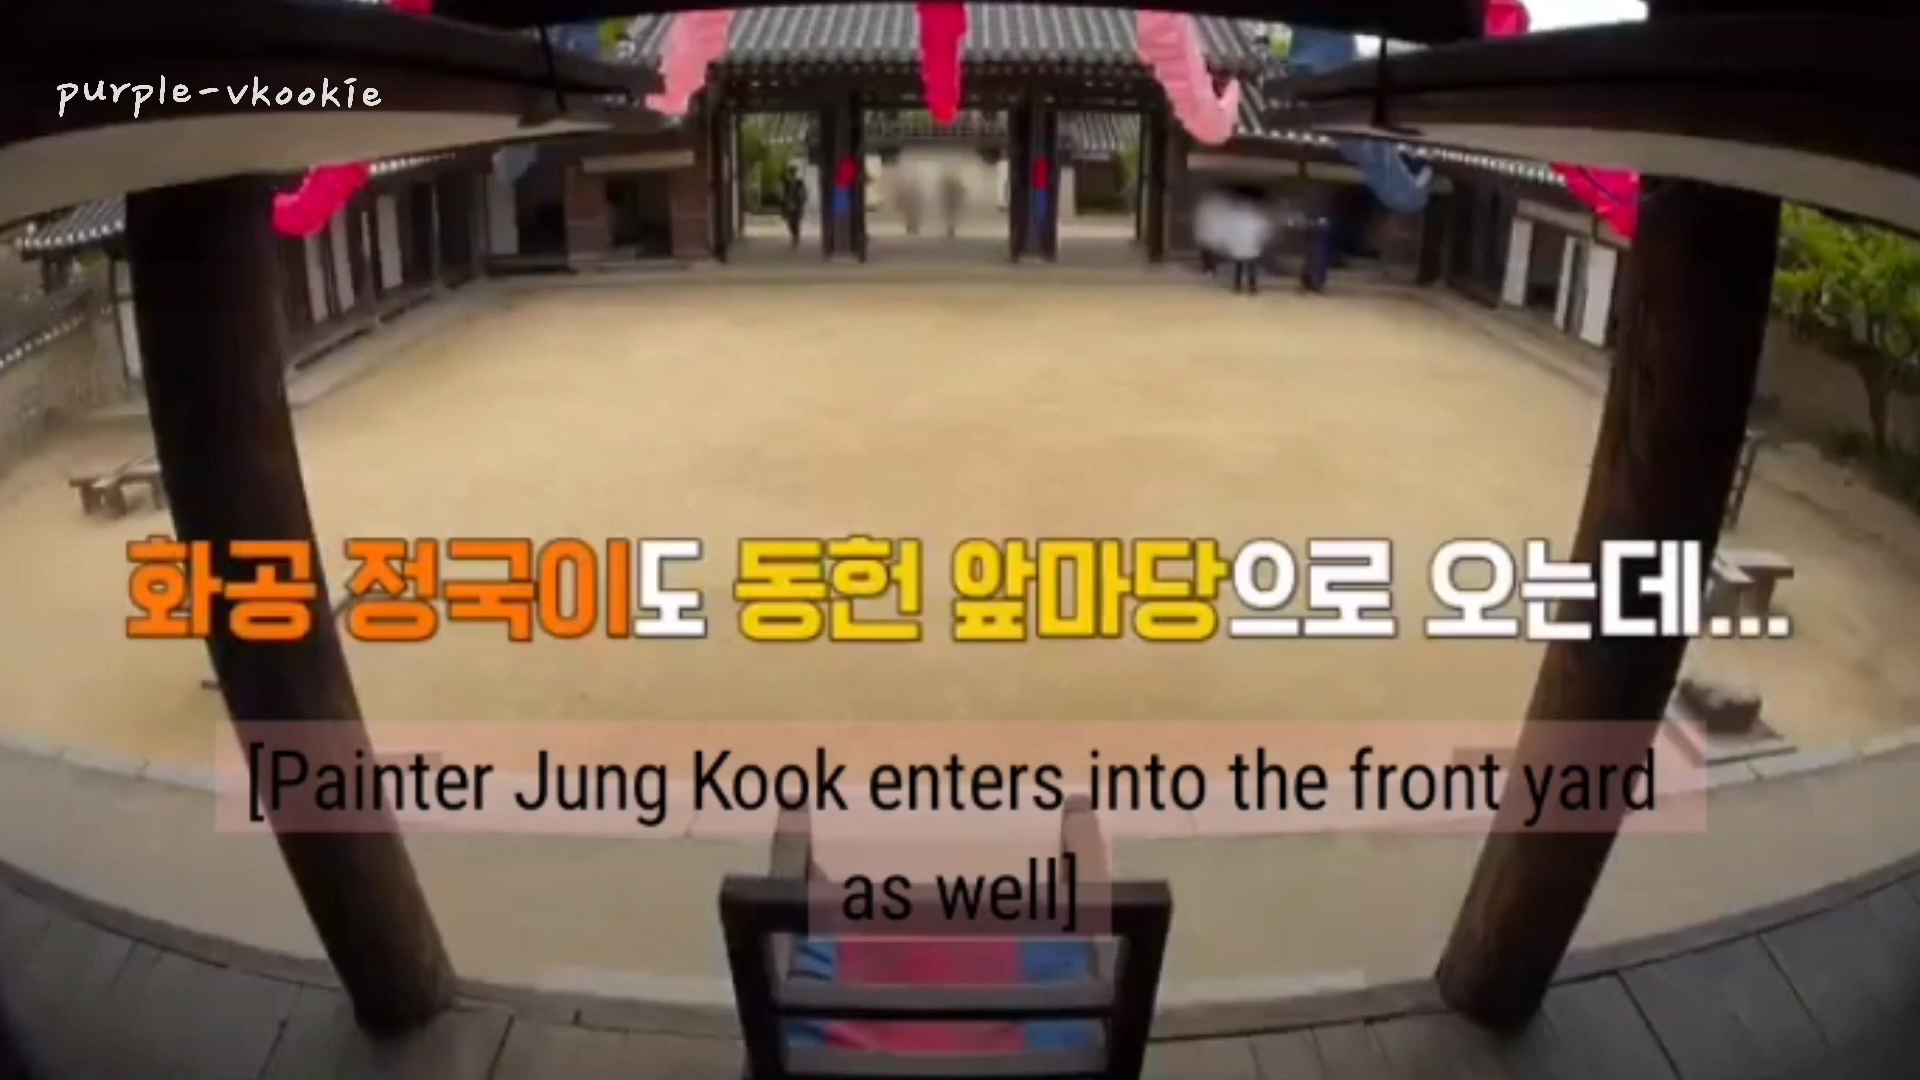 purple-vkookie
화공 정국이도 동헌 앞마당으로 오는데...
[Painter Jung Kook enters into the front yard
as well]